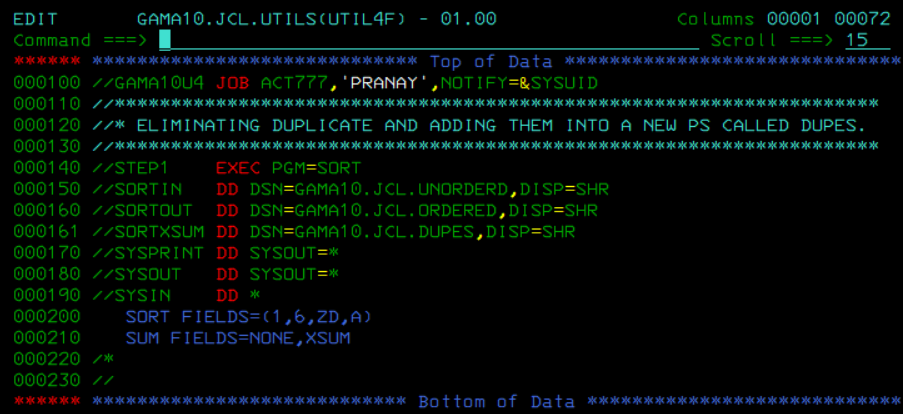 EDIT       GAMA10.JCL.UTILS(UTIL4F) - 01.00                Columns 00001 00072
Command ===>                                                  Scroll ===> 15
****** **************************** Top of Data ******************************
000100 //GAMA10U4 JOB ACT777,'PRANAY',NOTIFY=&SYSUID
000110 //********************************************************************
000120 //* ELIMINATING DUPLICATE AND ADDING THEM INTO A NEW PS CALLED DUPES.
000130 //********************************************************************
000140 //STEP1    EXEC PGM=SORT
000150 //SORTIN   DD DSN=GAMA10.JCL.UNORDERD,DISP=SHR
000160 //SORTOUT  DD DSN=GAMA10.JCL.ORDERED,DISP=SHR
000161 //SORTXSUM DD DSN=GAMA10.JCL.DUPES,DISP=SHR
000170 //SYSPRINT DD SYSOUT=*
000180 //SYSOUT   DD SYSOUT=*
000190 //SYSIN    DD *
000200    SORT FIELDS=(1,6,ZD,A)
000210    SUM FIELDS=NONE,XSUM
000220 /*
000230 //
****** *************************** Bottom of Data ****************************